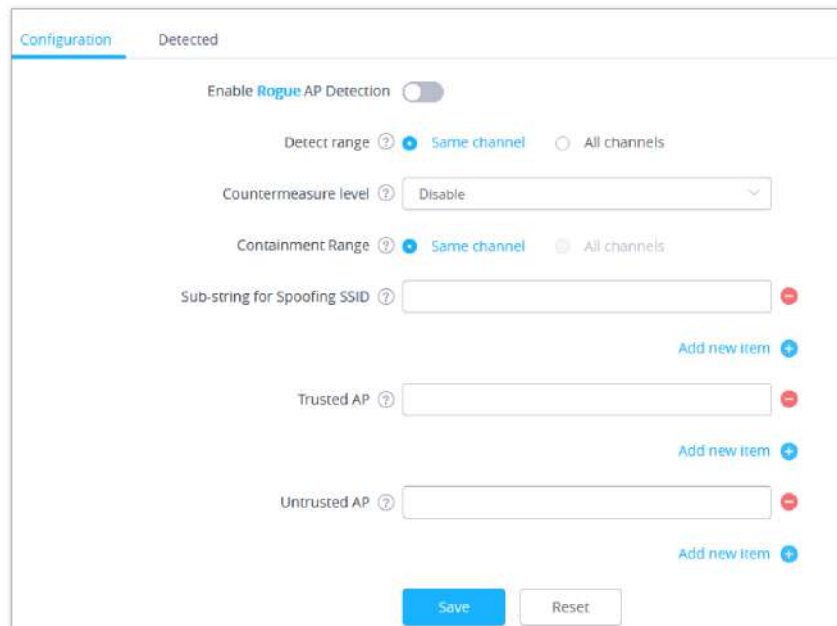 Configuration Detected
Enable Rogue AP Detection
Detect range ? Same channel All channels
Countermeasure level ? Disable
Containment Range ? Same channel All channels
Sub-string for Spoofing SSID ?
Add new item
Trusted AP ?
Add new item
Untrusted AP ?
Add new item
Save Reset